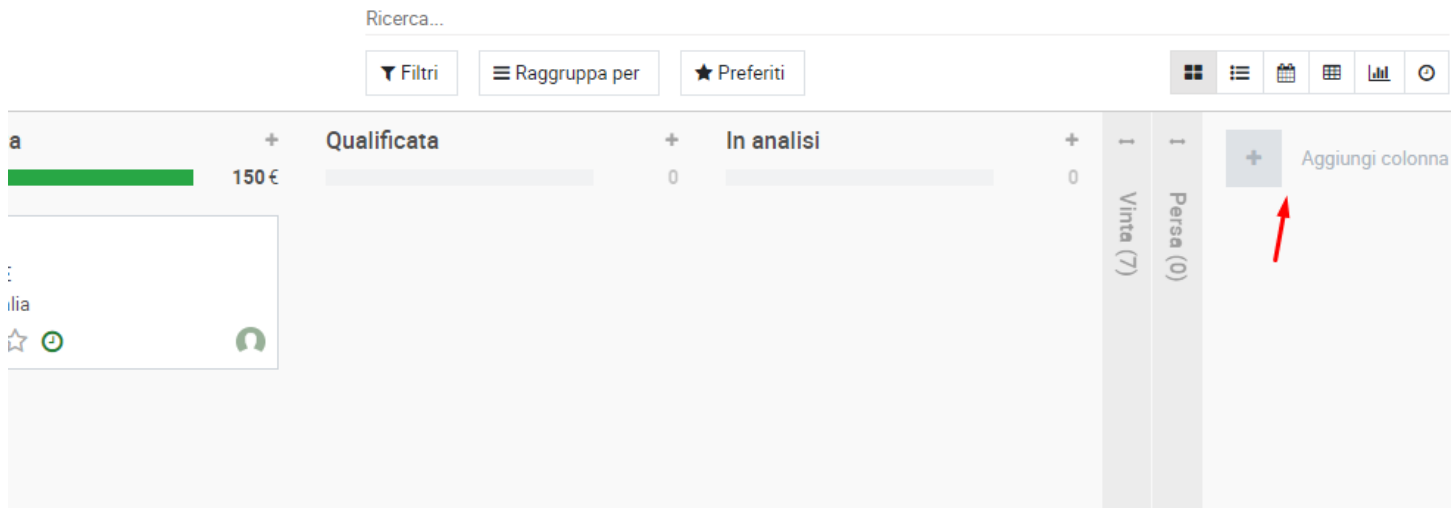 Ricerca...
Filtri
Raggruppa per
Preferiti
a
150 €
Qualificata
0
In analisi
0
Vinta (7)
Persa (0)
Aggiungi colonna
E
lia